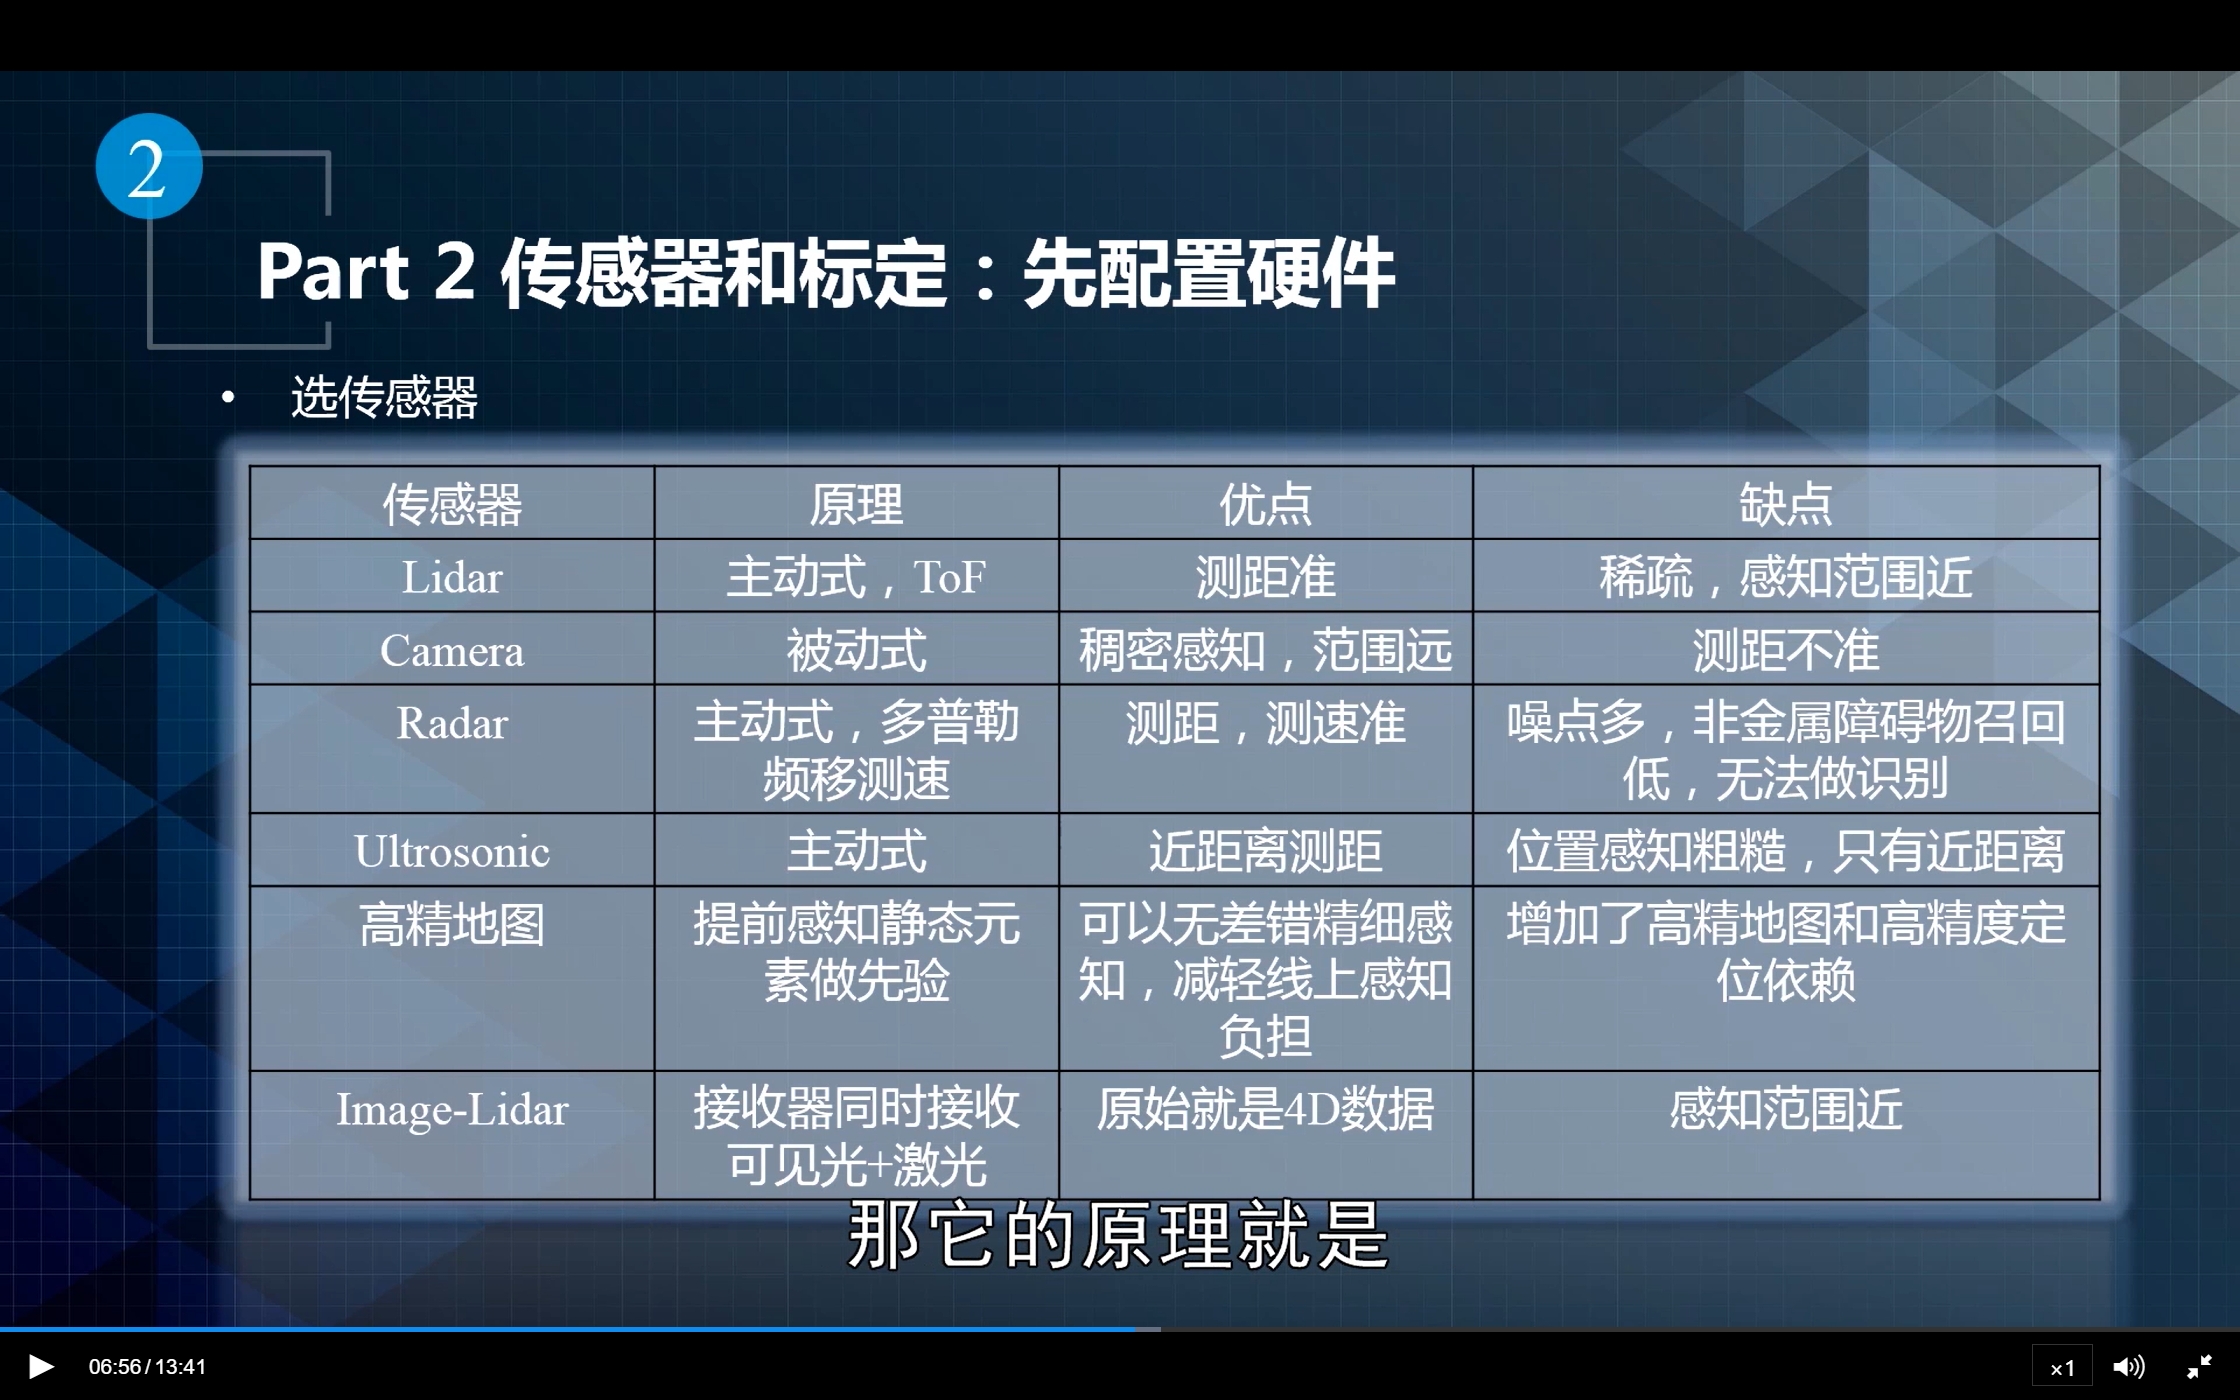 2
Part 2 传感器和标定：先配置硬件
• 选传感器
传感器 原理 优点 缺点
Lidar 主动式，ToF 测距准 稀疏，感知范围近
Camera 被动式 稠密感知，范围远 测距不准
Radar 主动式，多普勒 测距，测速准 噪点多，非金属障碍物召回
频移测速 低，无法做识别
Ultrosonic 主动式 近距离测距 位置感知粗糙，只有近距离
高精地图 提前感知静态元 可以无差错精细感 增加了高精地图和高精度定
素做先验 知，减轻线上感知 位依赖
负担
Image-Lidar 接收器同时接收 原始就是4D数据 感知范围近
可见光+激光
那它的原理就是
06:56/13:41 ×1